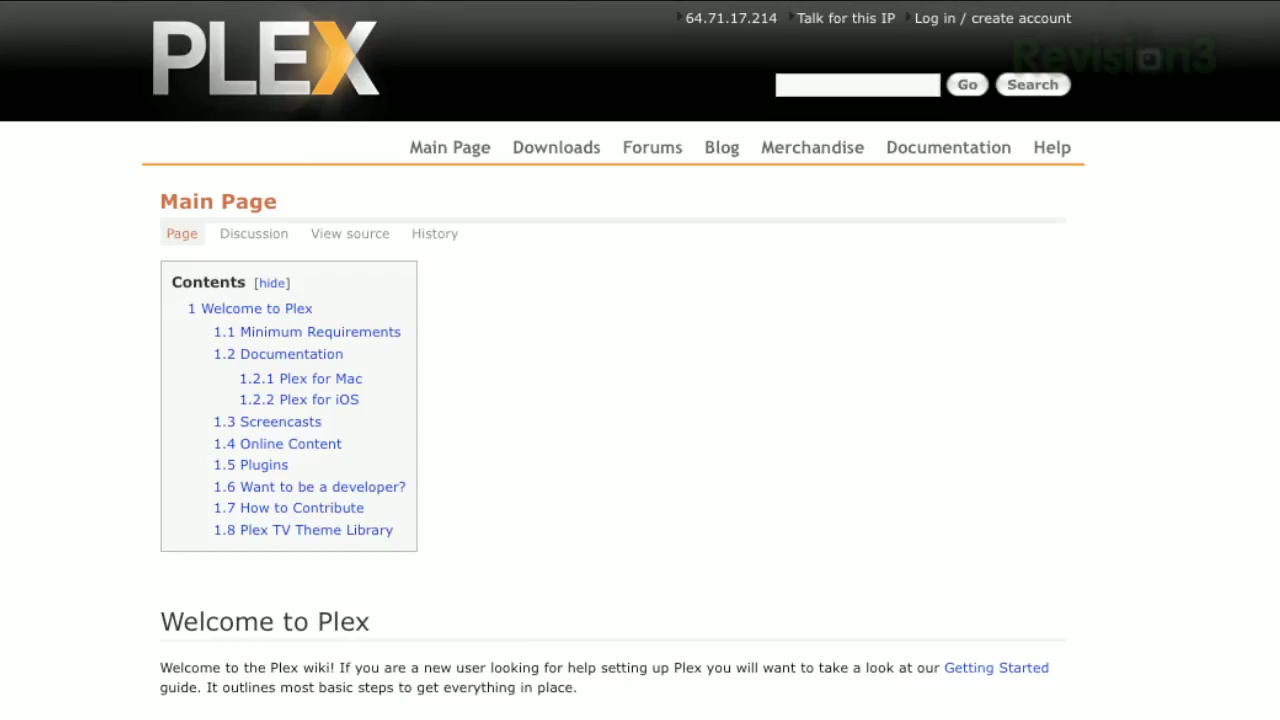 PLEX
64.71.17.214 Talk for this IP Log in / create account
Revision3
Go Search
Main Page Downloads Forums Blog Merchandise Documentation Help
Main Page
Page Discussion View source History
Contents [hide]
1 Welcome to Plex
1.1 Minimum Requirements
1.2 Documentation
1.2.1 Plex for Mac
1.2.2 Plex for iOS
1.3 Screencasts
1.4 Online Content
1.5 Plugins
1.6 Want to be a developer?
1.7 How to Contribute
1.8 Plex TV Theme Library
Welcome to Plex
Welcome to the Plex wiki! If you are a new user looking for help setting up Plex you will want to take a look at our Getting Started
guide. It outlines most basic steps to get everything in place.